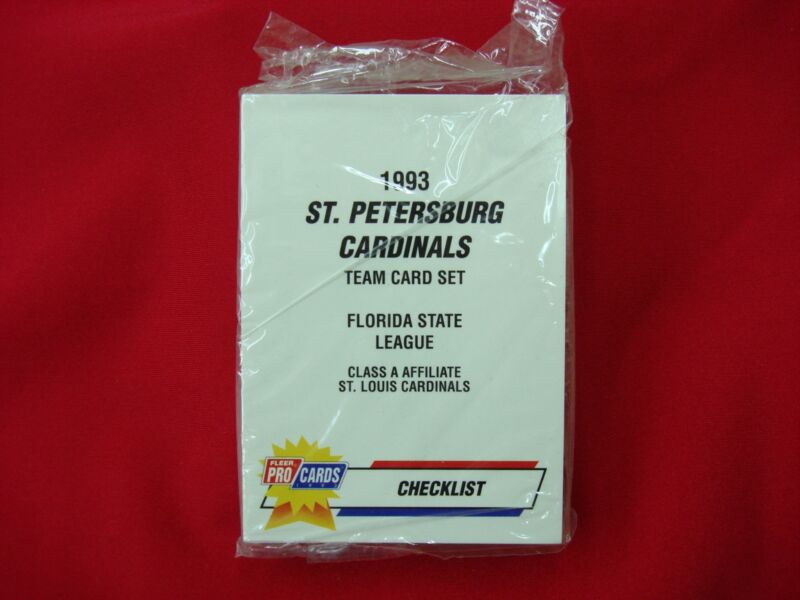 1993
ST. PETERSBURG
CARDINALS
TEAM CARD SET
FLORIDA STATE
LEAGUE
CLASS A AFFILIATE
ST. LOUIS CARDINALS
FLEER
PRO CARDS
CHECKLIST